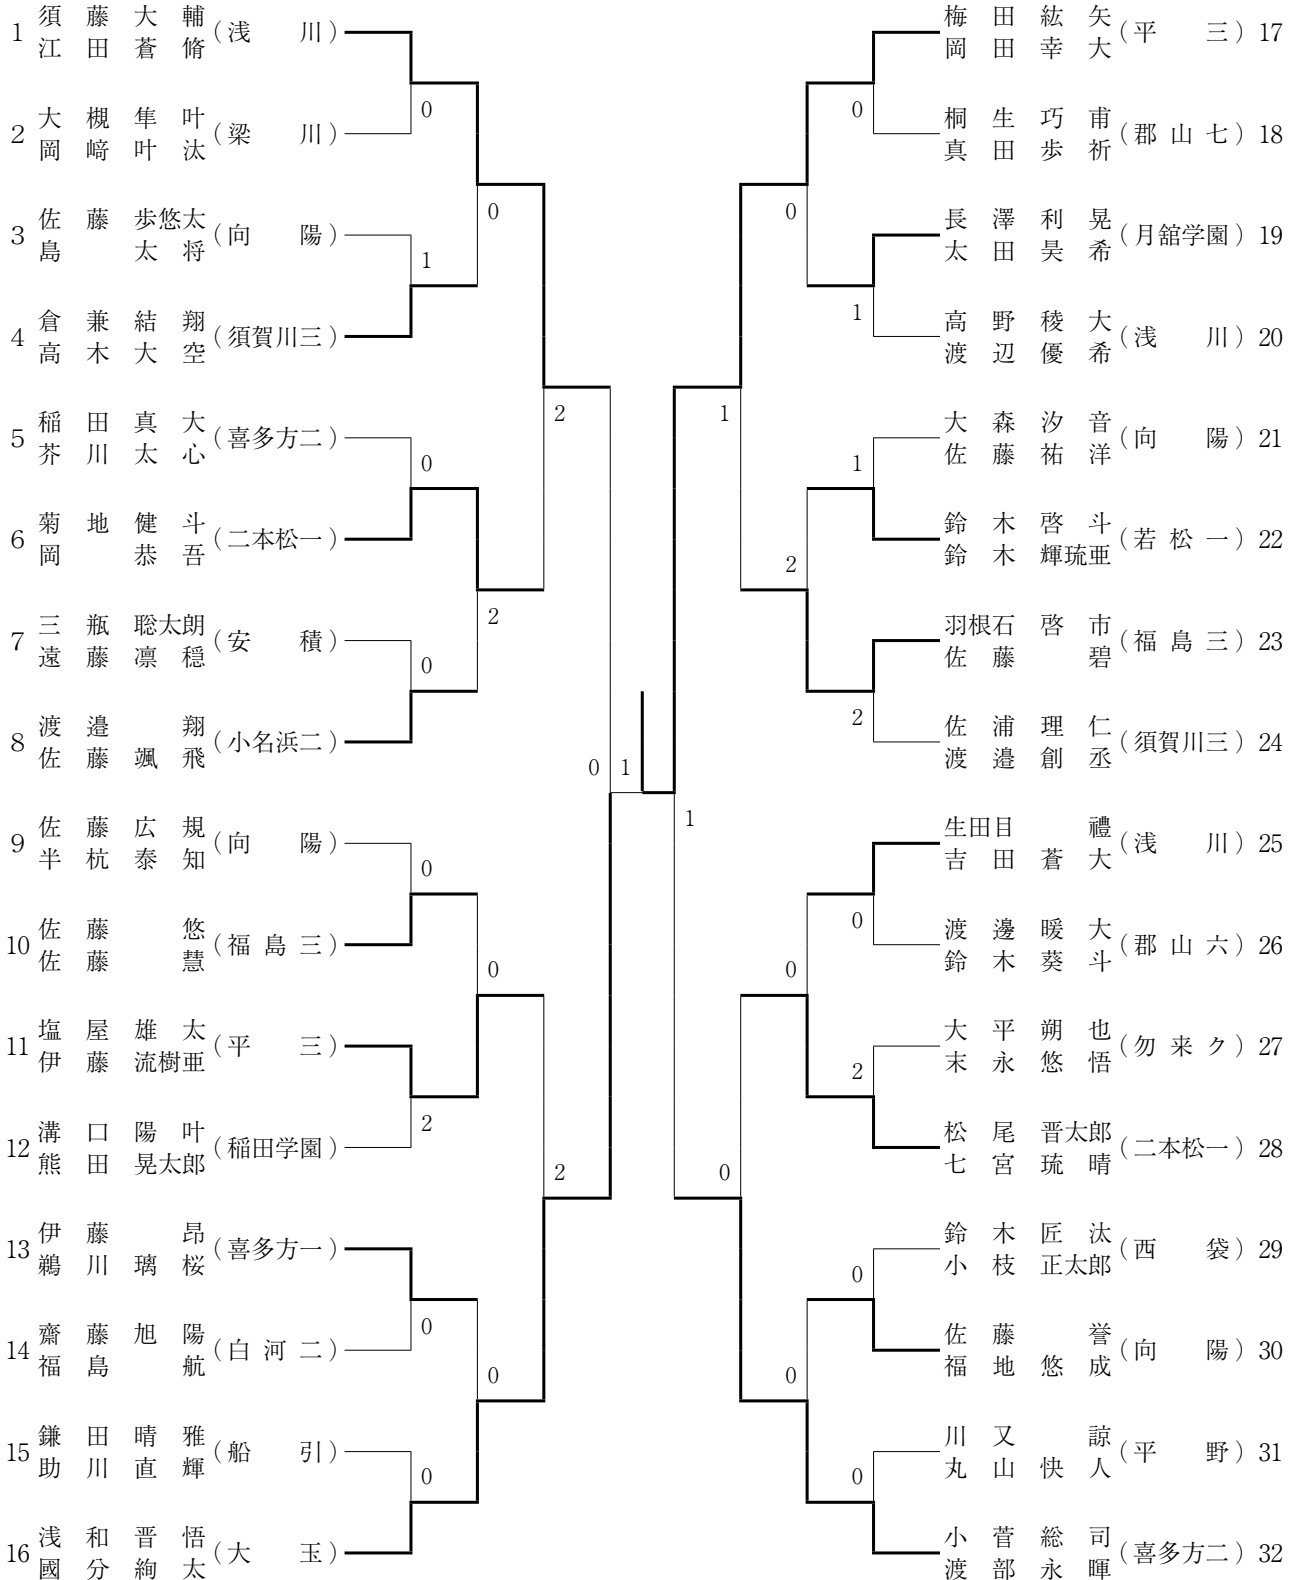 1 須藤大輔 (浅川)
江田蒼脩
0
2 大槻隼叶 (梁川)
岡﨑叶汰
0
3 佐藤歩悠太 (向陽)
島太将
1
4 倉兼結翔 (須賀川三)
高木大空
2
5 稲田真大 (喜多方二)
芥川太心
0
6 菊地健斗 (二本松一)
岡恭吾
2
7 三瓶聡太朗 (安積)
遠藤凛穏
0
8 渡邉翔 (小名浜二)
佐藤颯飛
0 1
9 佐藤広規 (向陽)
半杭泰知
0
10 佐藤悠 (福島三)
佐藤慧
0
11 塩屋雄太 (平三)
伊藤流樹亜
2
12 溝口陽叶 (稲田学園)
熊田晃太郎
2
13 伊藤昂 (喜多方一)
鵜川璃桜
0
14 齋藤旭陽 (白河二)
福島航
0
15 鎌田晴雅 (船引)
助川直輝
0
16 浅和晋悟 (大玉)
國分絢太
梅田紘矢 (平三) 17
岡田幸大
0
桐生巧甫 (郡山七) 18
真田歩祈
0
長澤利晃 (月舘学園) 19
太田昊希
1
高野稜大 (浅川) 20
渡辺優希
1
大森汐音 (向陽) 21
佐藤祐洋
1
鈴木啓斗 (若松一) 22
鈴木輝琉亜
2
羽根石啓市 (福島三) 23
佐藤碧
2
佐浦理仁 (須賀川三) 24
渡邉創丞
1
生田目禮 (浅川) 25
吉田蒼大
0
渡邊暖大 (郡山六) 26
鈴木葵斗
0
大平朔也 (勿来ク) 27
末永悠悟
2
松尾晋太郎 (二本松一) 28
七宮琉晴
0
鈴木匠汰 (西袋) 29
小枝正太郎
0
佐藤誉 (向陽) 30
福地悠成
0
川又諒 (平野) 31
丸山快人
0
小菅総司 (喜多方二) 32
渡部永暉